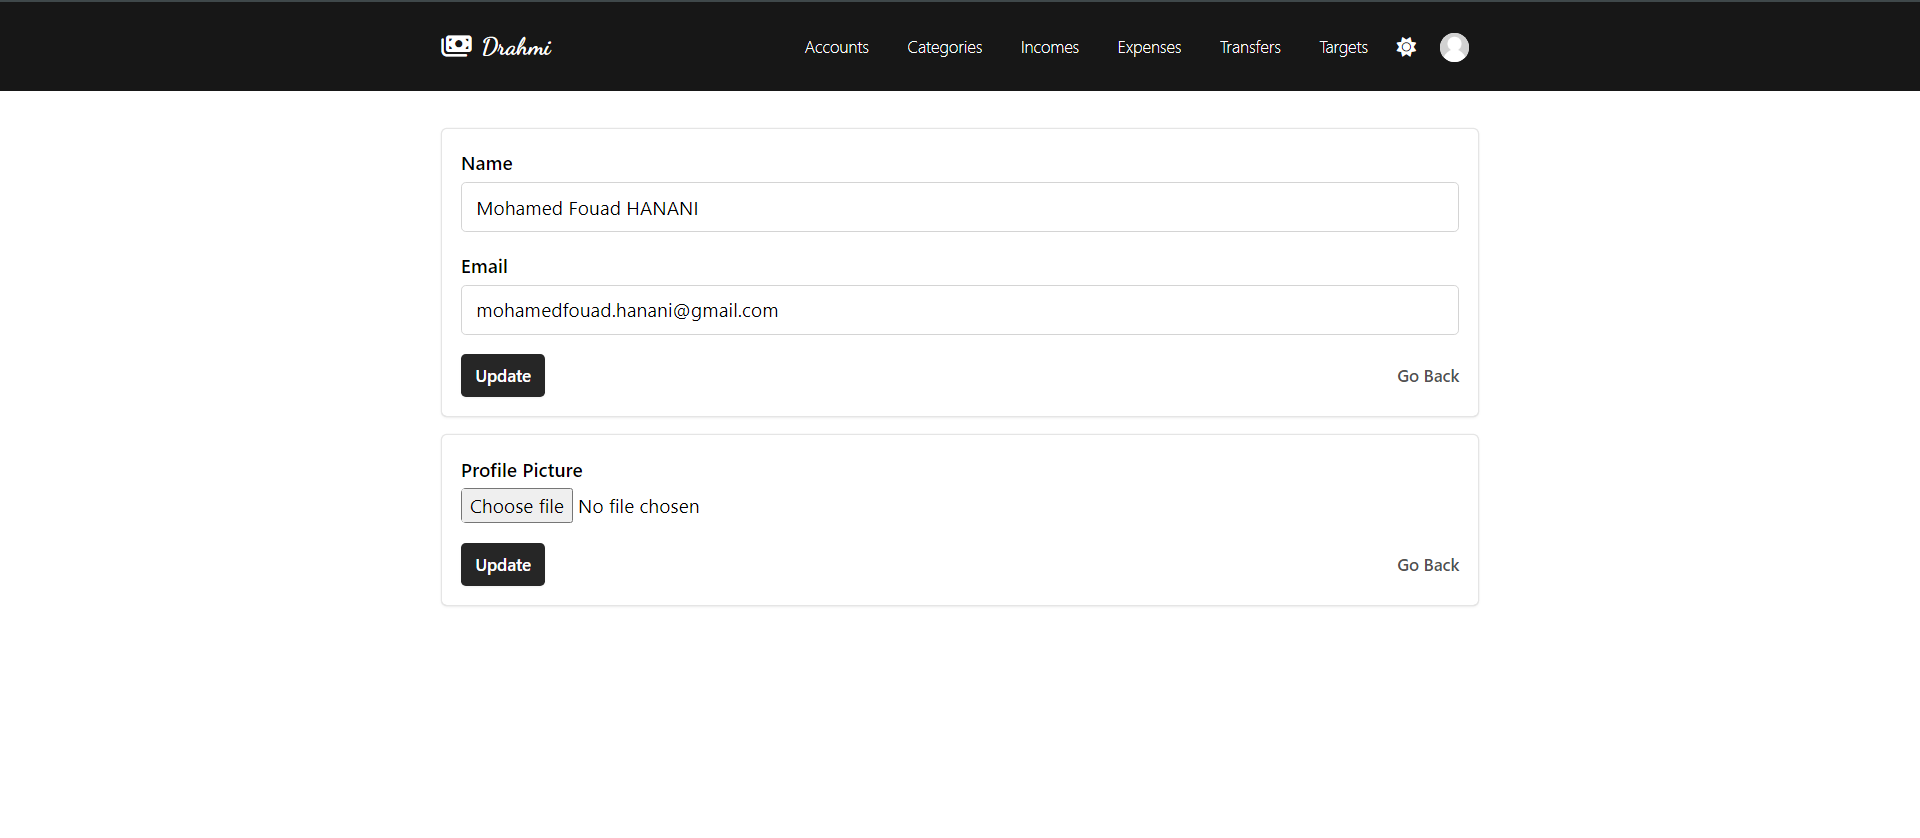 Drahmi Accounts Categories Incomes Expenses Transfers Targets
Name
Mohamed Fouad HANANI
Email
mohamedfouad.hanani@gmail.com
Update Go Back
Profile Picture
Choose file No file chosen
Update Go Back